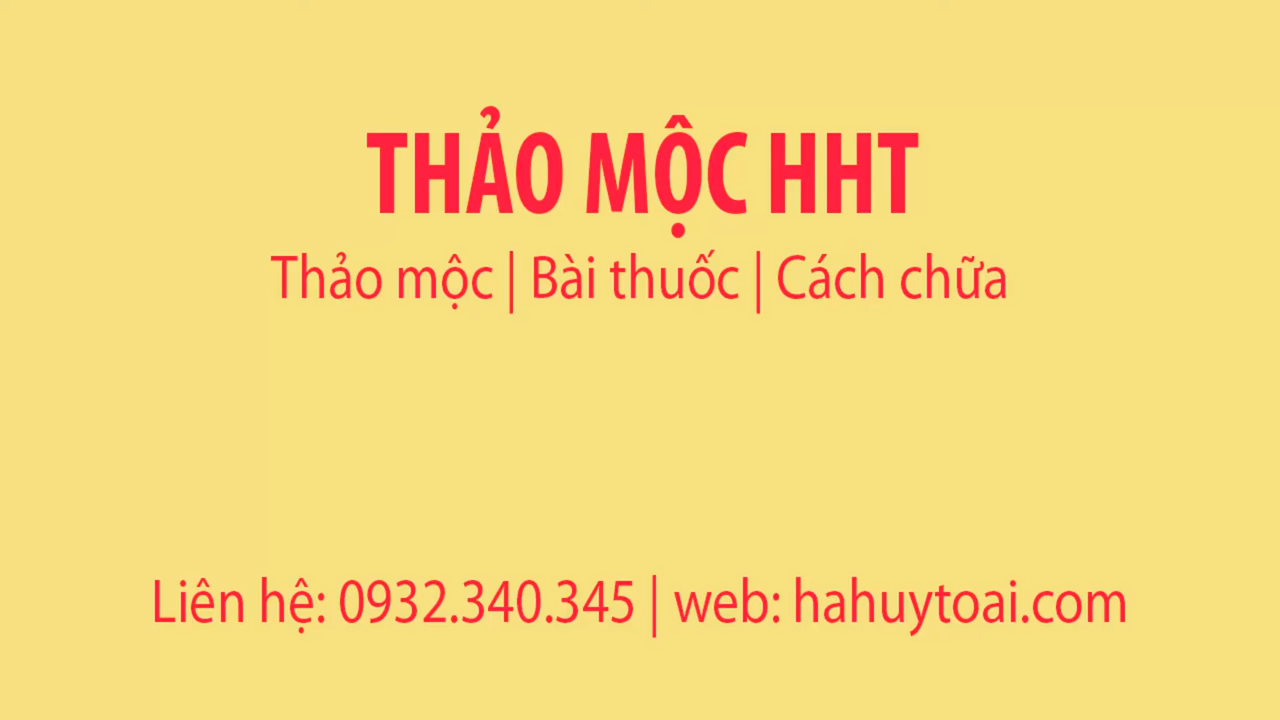 THẢO MỘC HHT
Thảo mộc | Bài thuốc | Cách chữa
Liên hệ: 0932.340.345 | web: hahuytoai.com